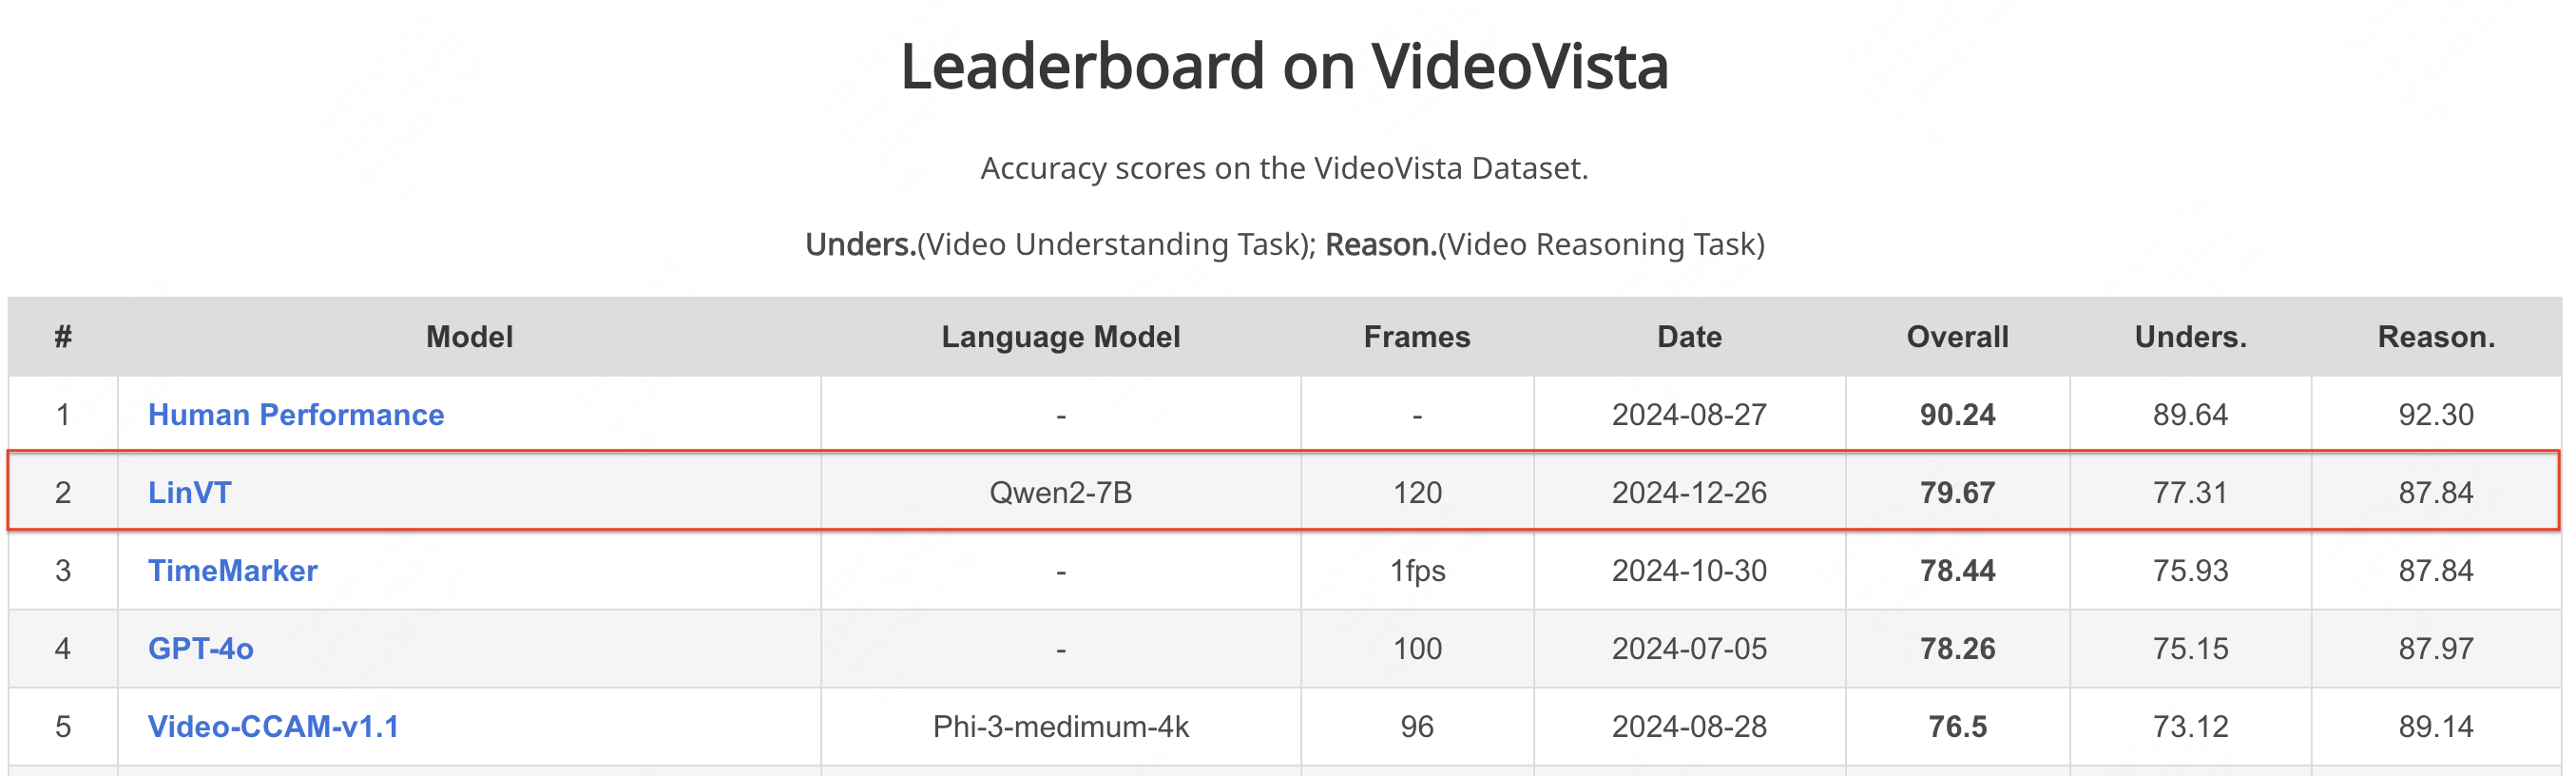 Leaderboard on VideoVista
Accuracy scores on the VideoVista Dataset.
Unders.(Video Understanding Task); Reason.(Video Reasoning Task)
# Model Language Model Frames Date Overall Unders. Reason.
1 Human Performance - - 2024-08-27 90.24 89.64 92.30
2 LinVT Qwen2-7B 120 2024-12-26 79.67 77.31 87.84
3 TimeMarker - 1fps 2024-10-30 78.44 75.93 87.84
4 GPT-4o - 100 2024-07-05 78.26 75.15 87.97
5 Video-CCAM-v1.1 Phi-3-medimum-4k 96 2024-08-28 76.5 73.12 89.14